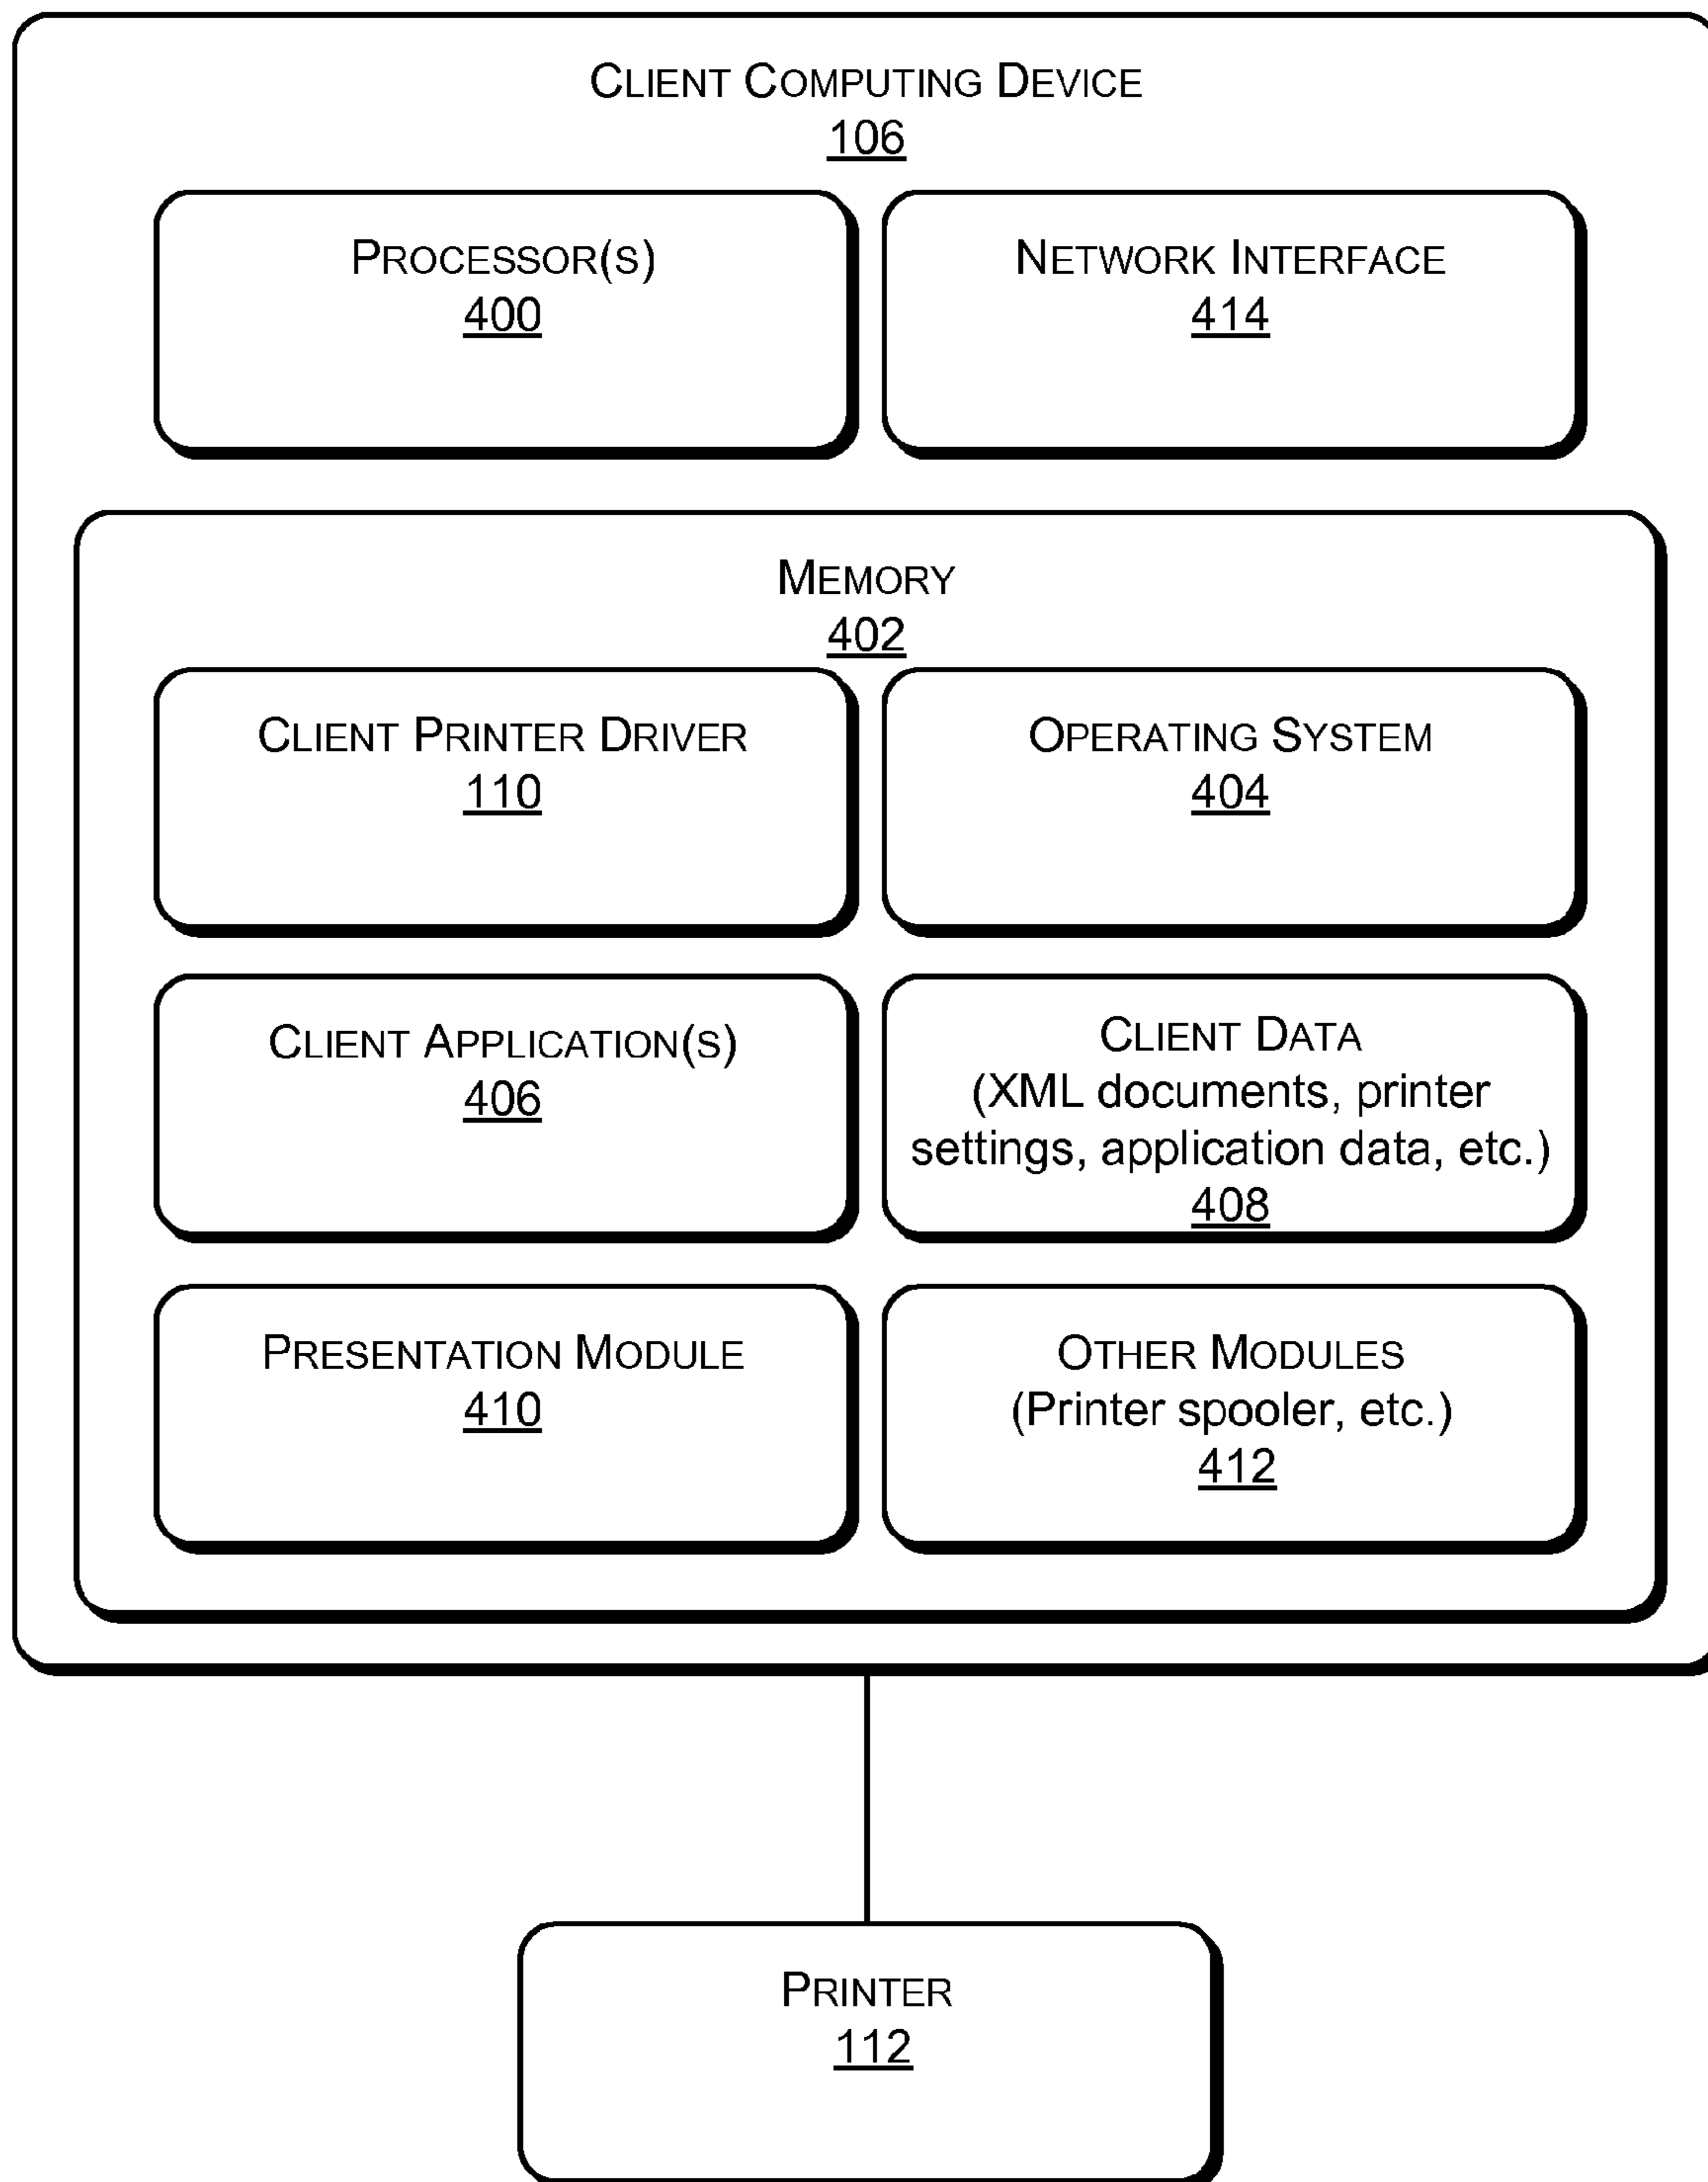 CLIENT COMPUTING DEVICE
106
PROCESSOR(S)
400
NETWORK INTERFACE
414
MEMORY
402
CLIENT PRINTER DRIVER
110
OPERATING SYSTEM
404
CLIENT APPLICATION(S)
406
CLIENT DATA
(XML documents, printer
settings, application data, etc.)
408
PRESENTATION MODULE
410
OTHER MODULES
(Printer spooler, etc.)
412
PRINTER
112